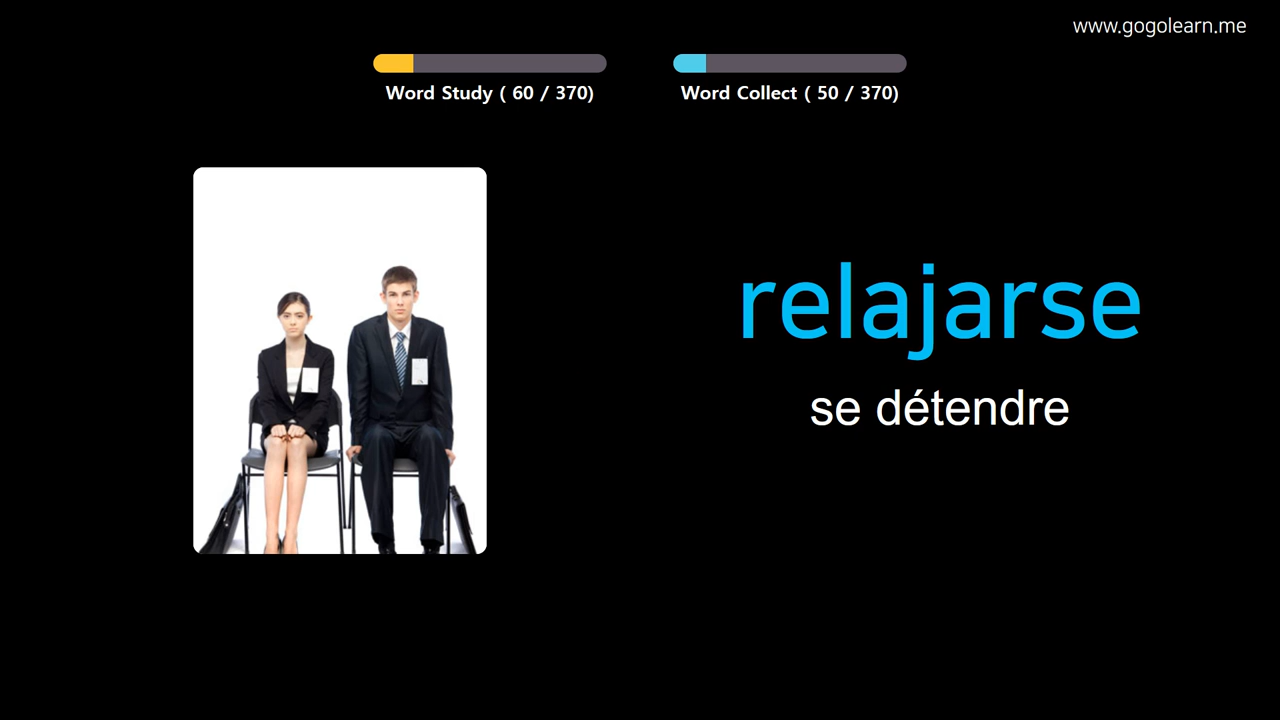 www.gogolearn.me
Word Study ( 60 / 370)
Word Collect ( 50 / 370)
relajarse
se détendre